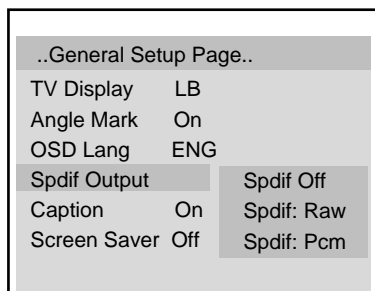 ..General Setup Page..
TV Display LB
Angle Mark On
OSD Lang ENG
Spdif Output Spdif Off
Caption On Spdif: Raw
Screen Saver Off Spdif: Pcm